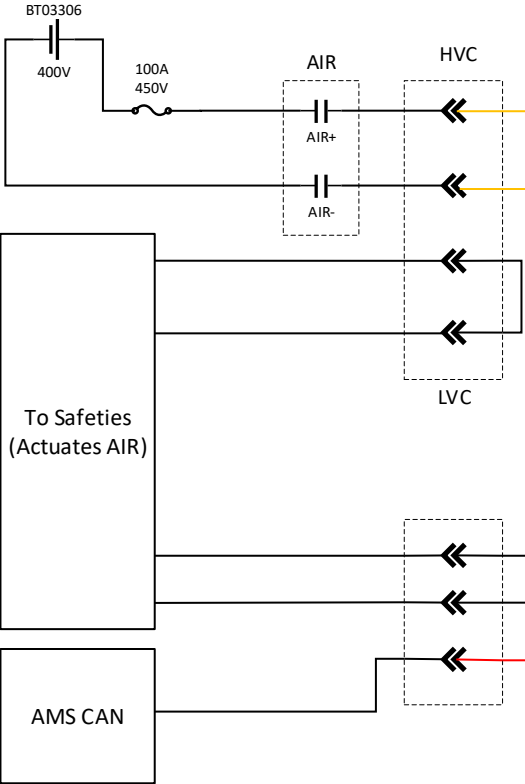 BT03306
400V
100A
450V
AIR
HVC
AIR+
AIR-
To Safeties
(Actuates AIR)
LVC
AMS CAN